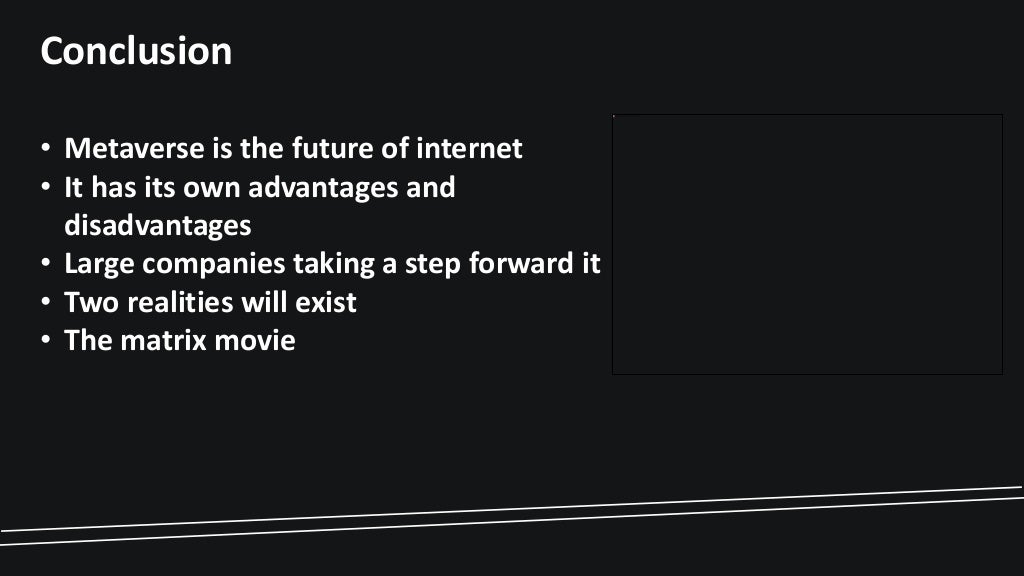 Conclusion
• Metaverse is the future of internet
• It has its own advantages and
disadvantages
• Large companies taking a step forward it
• Two realities will exist
• The matrix movie